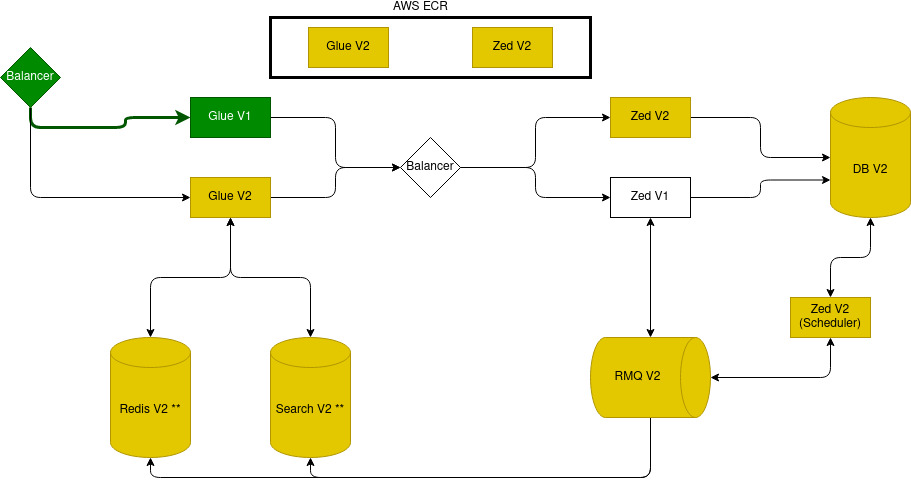 AWS ECR
Glue V2
Zed V2
Balancer
Glue V1
Zed V2
Balancer
DB V2
Glue V2
Zed V1
Zed V2
(Scheduler)
RMQ V2
Redis V2 **
Search V2 **